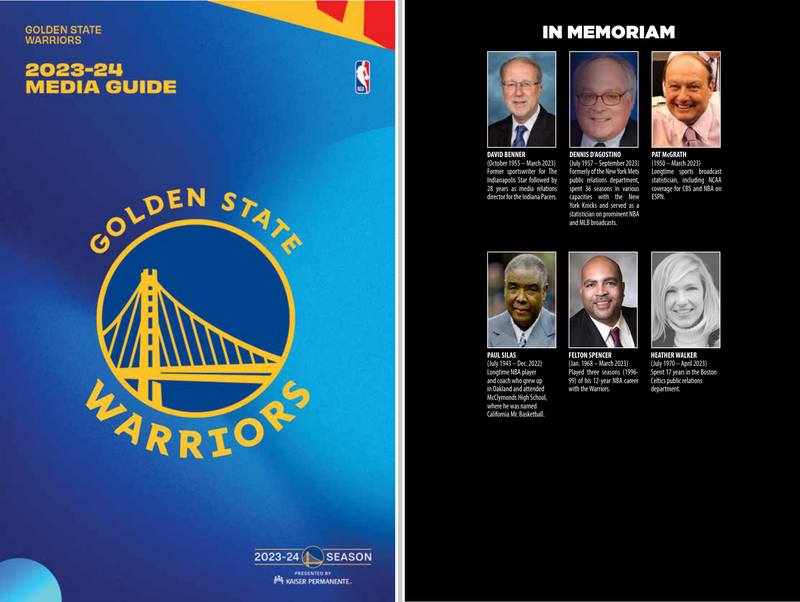 GOLDEN STATE
WARRIORS
2023-24
MEDIA GUIDE
NBA
GOLDEN STATE
WARRIORS
2023-24 SEASON
PRESENTED BY
KAISER PERMANENTE®
IN MEMORIAM
DAVID BENNER
(October 1955 – March 2023)
Former sportswriter for The
Indianapolis Star followed by
28 years as media relations
director for the Indiana Pacers.
DENNIS D'AGOSTINO
(July 1957 – September 2023)
Formerly of the New York Mets
public relations department,
spent 36 seasons in various
capacities with the New
York Knicks and served as a
statistician on prominent NBA
and MLB broadcasts.
PAT McGRATH
(1950 – March 2023)
Longtime sports broadcast
statistician, including NCAA
coverage for CBS and NBA on
ESPN.
PAUL SILAS
(July 1943 – Dec. 2022)
Longtime NBA player
and coach who grew up
in Oakland and attended
McClymonds High School,
where he was named
California Mr. Basketball.
FELTON SPENCER
(Jan. 1968 – March 2023)
Played three seasons (1996-
99) of his 12-year NBA career
with the Warriors.
HEATHER WALKER
(July 1970 – April 2023)
Spent 17 years in the Boston
Celtics public relations
department.